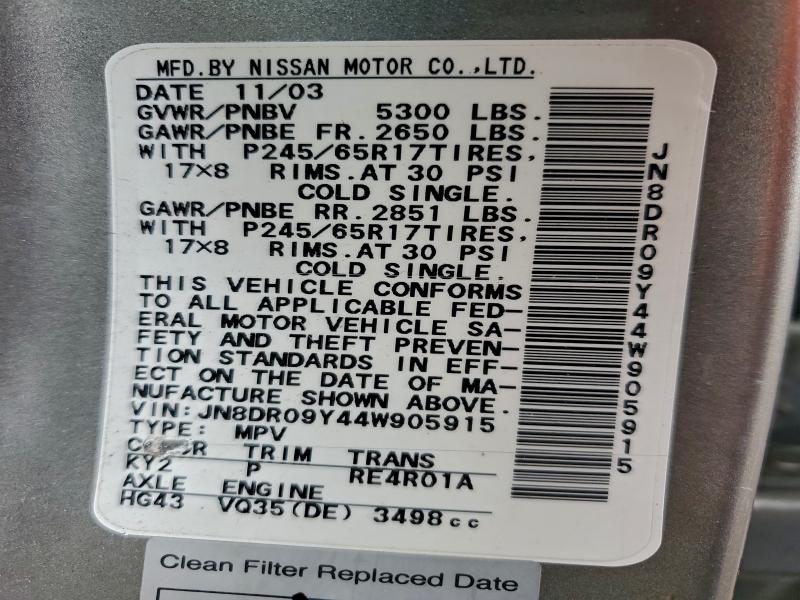 MFD.BY NISSAN MOTOR CO.,LTD.
DATE 11/03
GVWR/PNBV 5300 LBS.
GAWR/PNBE FR. 2650 LBS.
WITH P245/65R17TIRES,
17×8 RIMS.AT 30 PSI
COLD SINGLE.
GAWR/PNBE RR. 2851 LBS.
WITH P245/65R17TIRES,
17×8 RIMS.AT 30 PSI
COLD SINGLE.
THIS VEHICLE CONFORMS
TO ALL APPLICABLE FED-
ERAL MOTOR VEHICLE SA-
FETY AND THEFT PREVEN-
TION STANDARDS IN EFF-
ECT ON THE DATE OF MA-
NUFACTURE SHOWN ABOVE.
VIN:JN8DR09Y44W905915
TYPE: MPV
TRIM TRANS
KY2 P RE4R01A
AXLE ENGINE
HG43 VQ35(DE) 3498cc
JN8DR09Y44W905915
Clean Filter Replaced Date